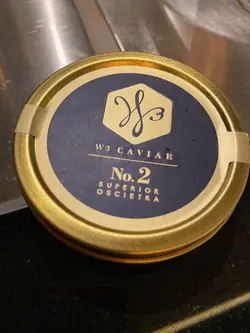 W3
W3 CAVIAR
No. 2
SUPERIOR
OSCIETRA